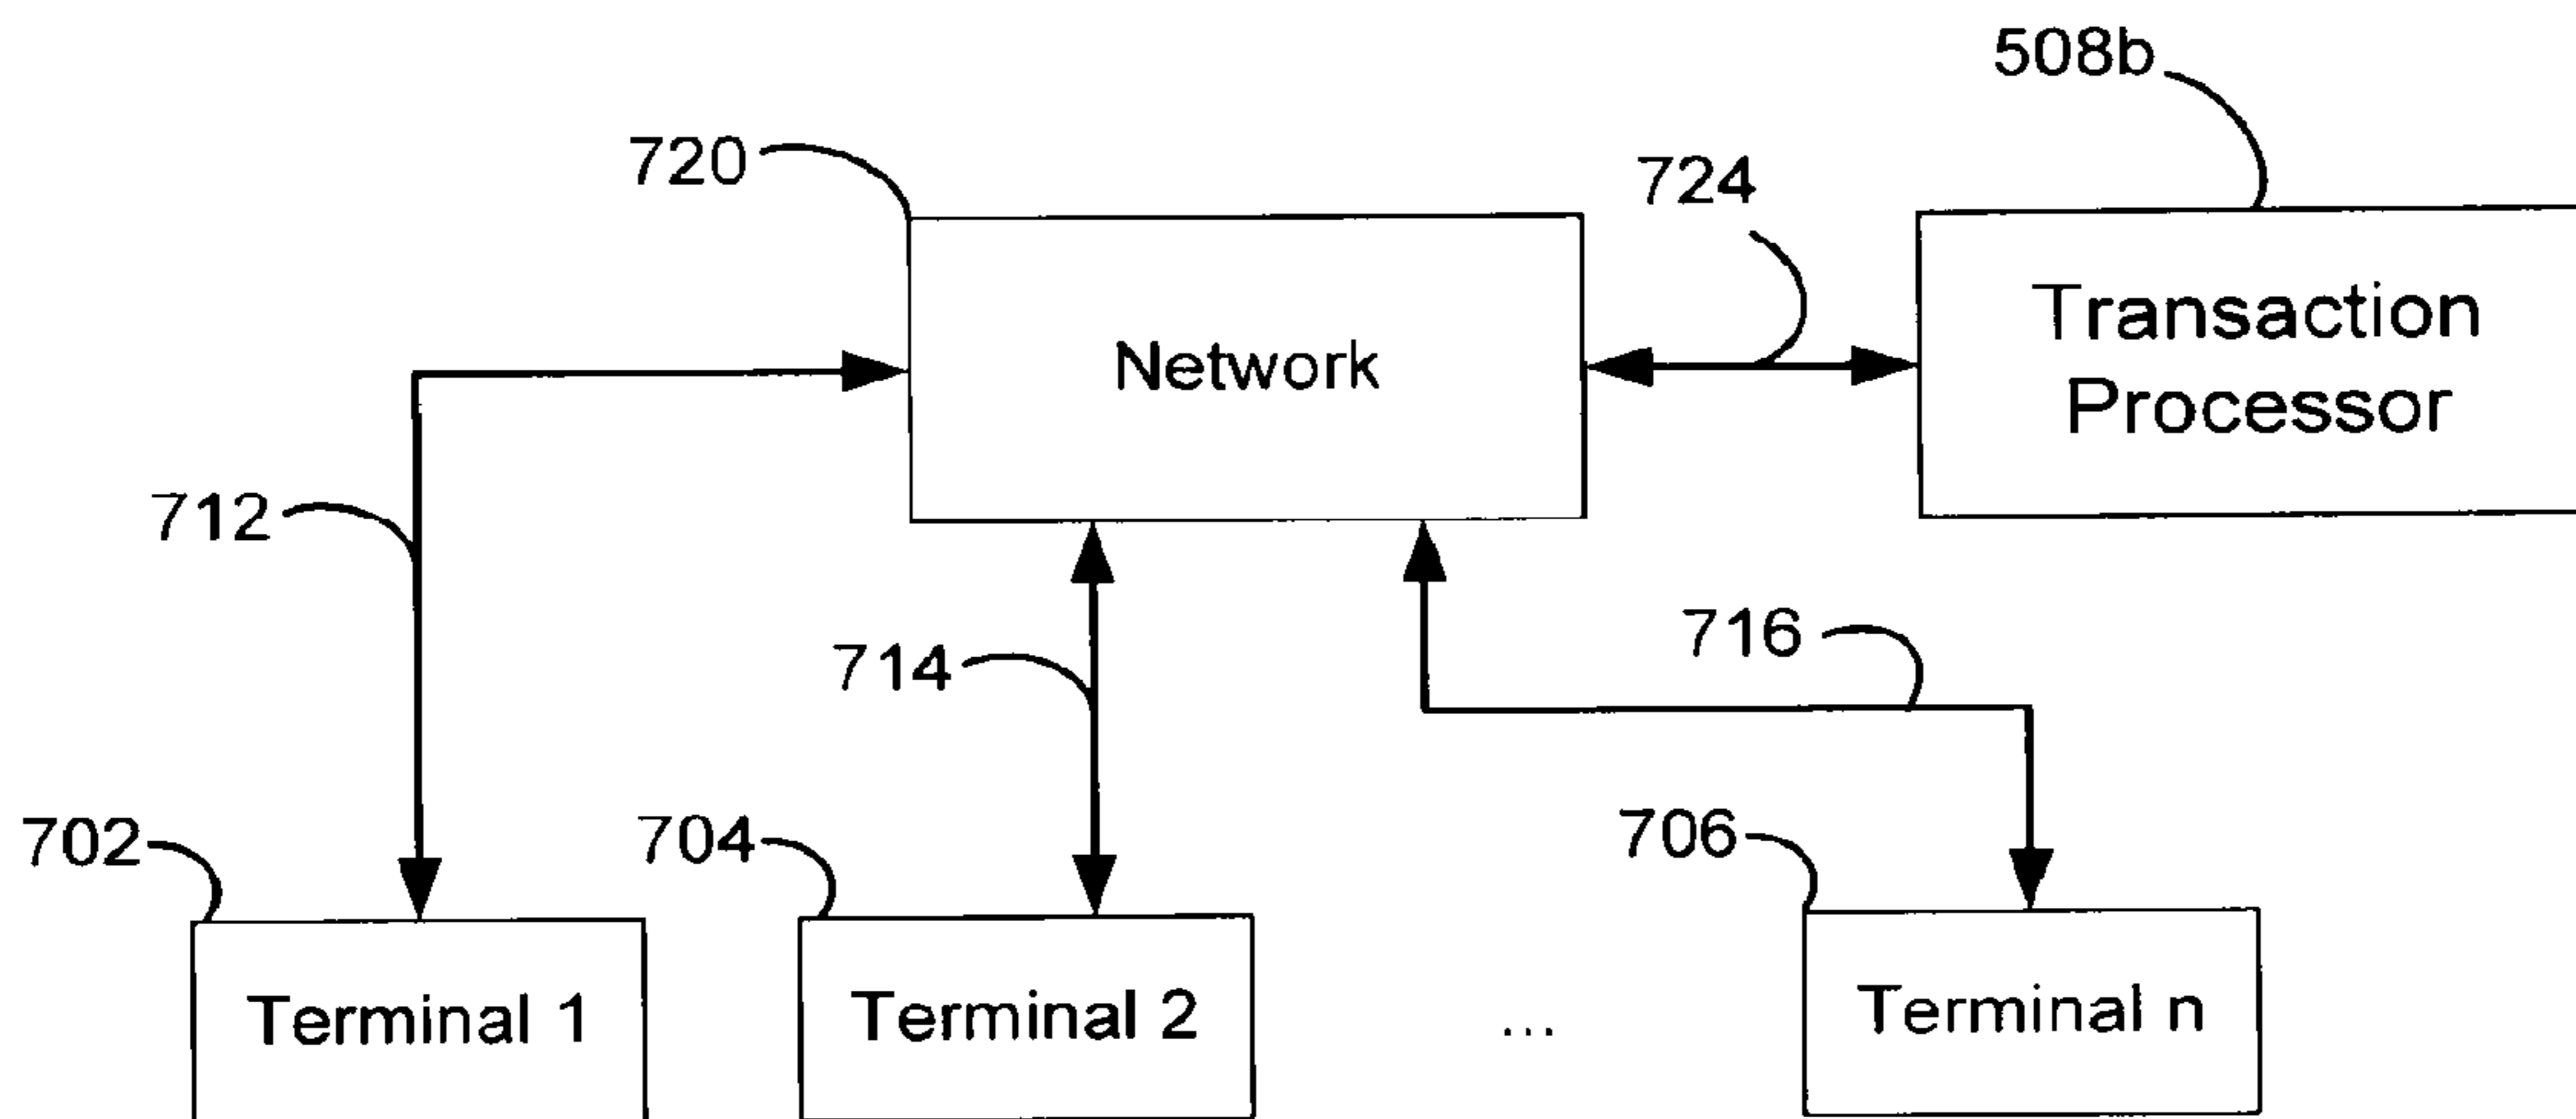 508b
720
724
Transaction
Processor
Network
712
714
716
702
704
706
Terminal 1
Terminal 2
...
Terminal n